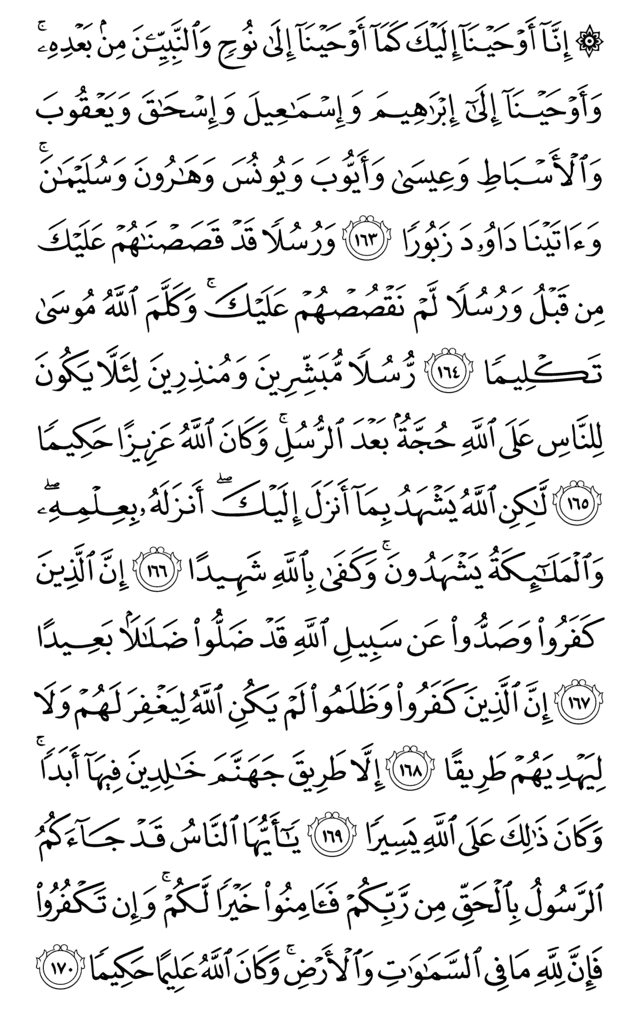 ۞ إِنَّآ أَوْحَيْنَآ إِلَيْكَ كَمَآ أَوْحَيْنَآ إِلَىٰ نُوحٍ وَٱلنَّبِيِّـۧنَ مِنۢ بَعْدِهِۦۚ
وَأَوْحَيْنَآ إِلَىٰٓ إِبْرَٰهِيمَ وَإِسْمَٰعِيلَ وَإِسْحَٰقَ وَيَعْقُوبَ
وَٱلْأَسْبَاطِ وَعِيسَىٰ وَأَيُّوبَ وَيُونُسَ وَهَٰرُونَ وَسُلَيْمَٰنَۚ
وَءَاتَيْنَا دَاوُۥدَ زَبُورًا ١٦٣ وَرُسُلًا قَدْ قَصَصْنَٰهُمْ عَلَيْكَ
مِن قَبْلُ وَرُسُلًا لَّمْ نَقْصُصْهُمْ عَلَيْكَۚ وَكَلَّمَ ٱللَّهُ مُوسَىٰ
تَكْلِيمًا ١٦٤ رُّسُلًا مُّبَشِّرِينَ وَمُنذِرِينَ لِئَلَّا يَكُونَ
لِلنَّاسِ عَلَى ٱللَّهِ حُجَّةٌۢ بَعْدَ ٱلرُّسُلِۚ وَكَانَ ٱللَّهُ عَزِيزًا حَكِيمًا
١٦٥ لَّٰكِنِ ٱللَّهُ يَشْهَدُ بِمَآ أَنزَلَ إِلَيْكَۖ أَنزَلَهُۥ بِعِلْمِهِۦۖ
وَٱلْمَلَٰٓئِكَةُ يَشْهَدُونَۚ وَكَفَىٰ بِٱللَّهِ شَهِيدًا ١٦٦ إِنَّ ٱلَّذِينَ
كَفَرُوا۟ وَصَدُّوا۟ عَن سَبِيلِ ٱللَّهِ قَدْ ضَلُّوا۟ ضَلَٰلًۢا بَعِيدًا
١٦٧ إِنَّ ٱلَّذِينَ كَفَرُوا۟ وَظَلَمُوا۟ لَمْ يَكُنِ ٱللَّهُ لِيَغْفِرَ لَهُمْ وَلَا
لِيَهْدِيَهُمْ طَرِيقًا ١٦٨ إِلَّا طَرِيقَ جَهَنَّمَ خَٰلِدِينَ فِيهَآ أَبَدًاۚ
وَكَانَ ذَٰلِكَ عَلَى ٱللَّهِ يَسِيرًا ١٦٩ يَٰٓأَيُّهَا ٱلنَّاسُ قَدْ جَآءَكُمُ
ٱلرَّسُولُ بِٱلْحَقِّ مِن رَّبِّكُمْ فَـَٔامِنُوا۟ خَيْرًا لَّكُمْۚ وَإِن تَكْفُرُوا۟
فَإِنَّ لِلَّهِ مَا فِى ٱلسَّمَٰوَٰتِ وَٱلْأَرْضِۚ وَكَانَ ٱللَّهُ عَلِيمًا حَكِيمًا ١٧٠